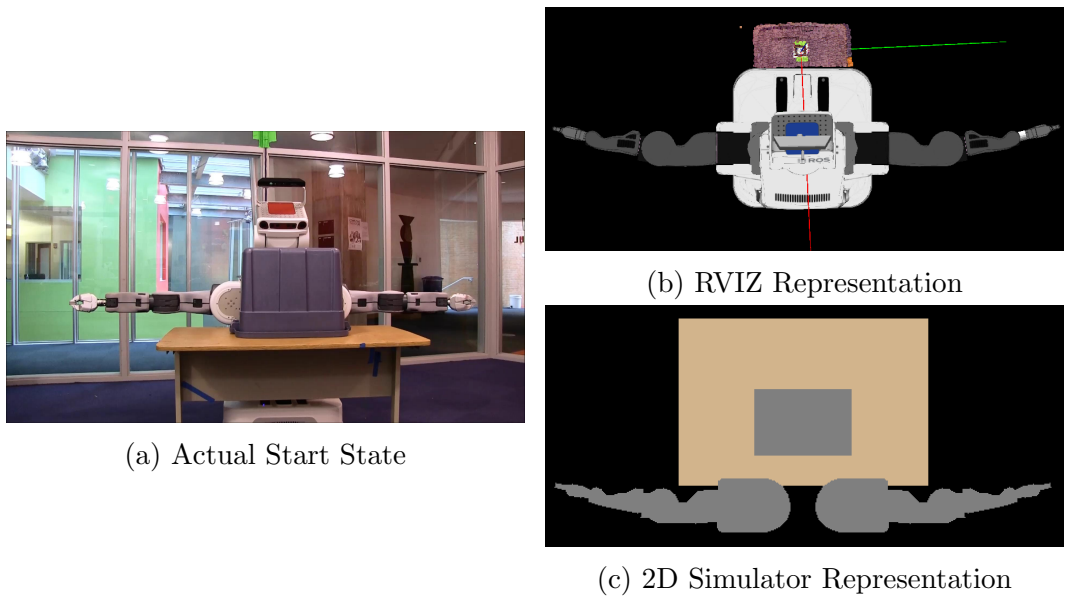 (a) Actual Start State
ROS
(b) RVIZ Representation
(c) 2D Simulator Representation